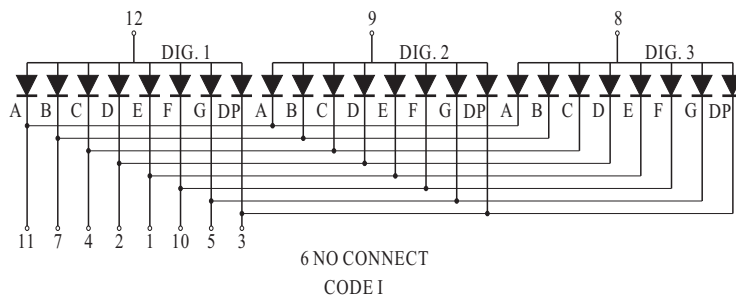 12 9 8
DIG. 1 DIG. 2 DIG. 3
A B C D E F G DP A B C D E F G DP A B C D E F G DP
11 7 4 2 1 10 5 3
6 NO CONNECT
CODE I